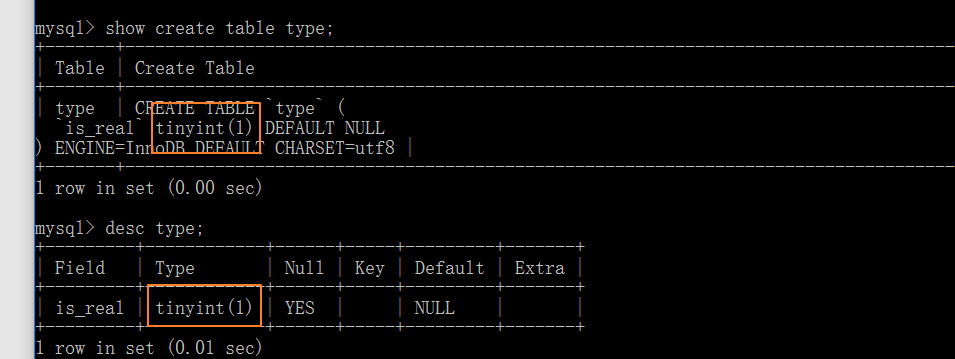 mysql> show create table type;
| Table | Create Table
| type | CREATE TABLE `type` (
`is_real` tinyint(1) DEFAULT NULL
) ENGINE=InnoDB DEFAULT CHARSET=utf8 |
1 row in set (0.00 sec)
mysql> desc type;
| Field | Type | Null | Key | Default | Extra |
| is_real | tinyint(1) | YES | | NULL | |
1 row in set (0.01 sec)